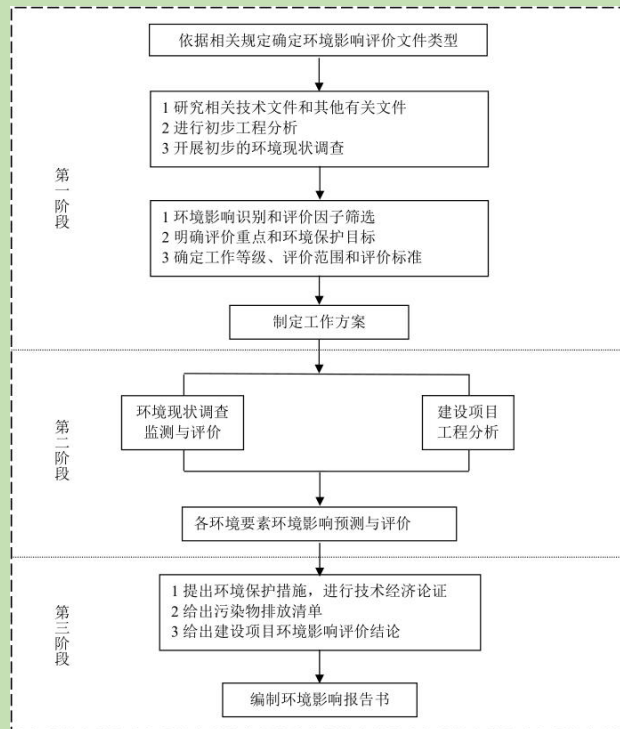 依据相关规定确定环境影响评价文件类型
第一阶段
1 研究相关技术文件和其他有关文件
2 进行初步工程分析
3 开展初步的环境现状调查
1 环境影响识别和评价因子筛选
2 明确评价重点和环境保护目标
3 确定工作等级、评价范围和评价标准
制定工作方案
第二阶段
环境现状调查
监测与评价
建设项目
工程分析
各环境要素环境影响预测与评价
第三阶段
1 提出环境保护措施，进行技术经济论证
2 给出污染物排放清单
3 给出建设项目环境影响评价结论
编制环境影响报告书